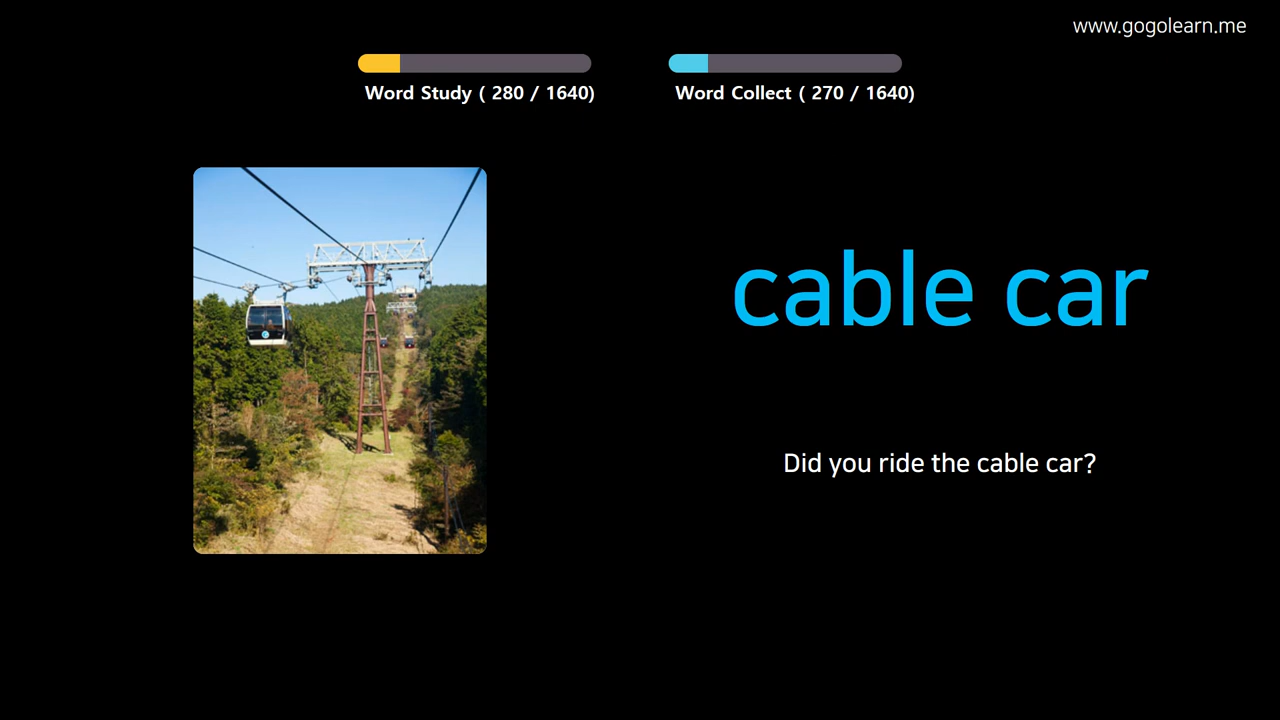 www.gogolearn.me
Word Study ( 280 / 1640)
Word Collect ( 270 / 1640)
cable car
Did you ride the cable car?